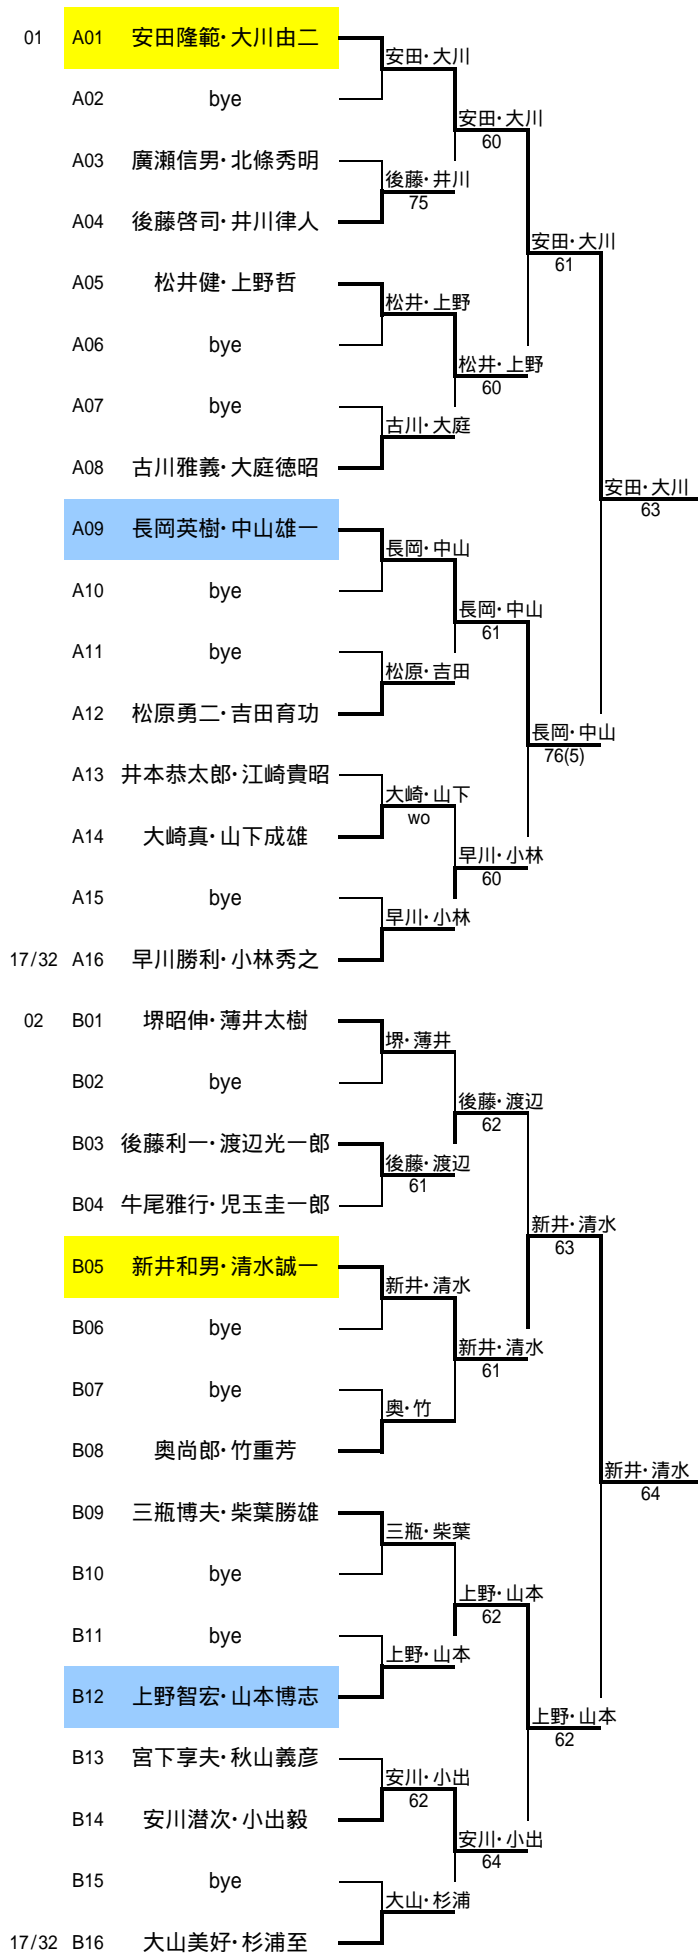 01 A01 安田隆範・大川由二
安田・大川
A02 bye
安田・大川
60
A03 廣瀬信男・北條秀明
後藤・井川
75
A04 後藤啓司・井川律人
安田・大川
61
A05 松井健・上野哲
松井・上野
A06 bye
松井・上野
60
A07 bye
古川・大庭
A08 古川雅義・大庭徳昭
安田・大川
63
A09 長岡英樹・中山雄一
長岡・中山
A10 bye
長岡・中山
61
A11 bye
松原・吉田
A12 松原勇二・吉田育功
長岡・中山
76(5)
A13 井本恭太郎・江崎貴昭
大崎・山下
wo
A14 大崎真・山下成雄
早川・小林
60
A15 bye
早川・小林
17/32 A16 早川勝利・小林秀之
02 B01 堺昭伸・薄井太樹
堺・薄井
B02 bye
後藤・渡辺
62
B03 後藤利一・渡辺光一郎
後藤・渡辺
61
B04 牛尾雅行・児玉圭一郎
新井・清水
63
B05 新井和男・清水誠一
新井・清水
B06 bye
新井・清水
61
B07 bye
奥・竹
B08 奥尚郎・竹重芳
新井・清水
64
B09 三瓶博夫・柴葉勝雄
三瓶・柴葉
B10 bye
上野・山本
62
B11 bye
上野・山本
B12 上野智宏・山本博志
上野・山本
62
B13 宮下享夫・秋山義彦
安川・小出
62
B14 安川潜次・小出毅
安川・小出
64
B15 bye
大山・杉浦
17/32 B16 大山美好・杉浦至